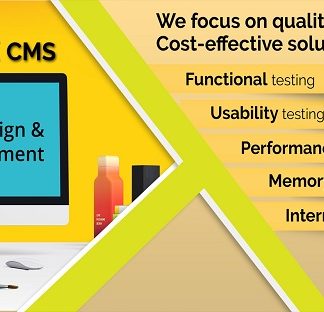 CMS
ign &
ment
We focus on qualit
Cost-effective solu
Functional testing
Usability testing
Performanc
Memor
Intern